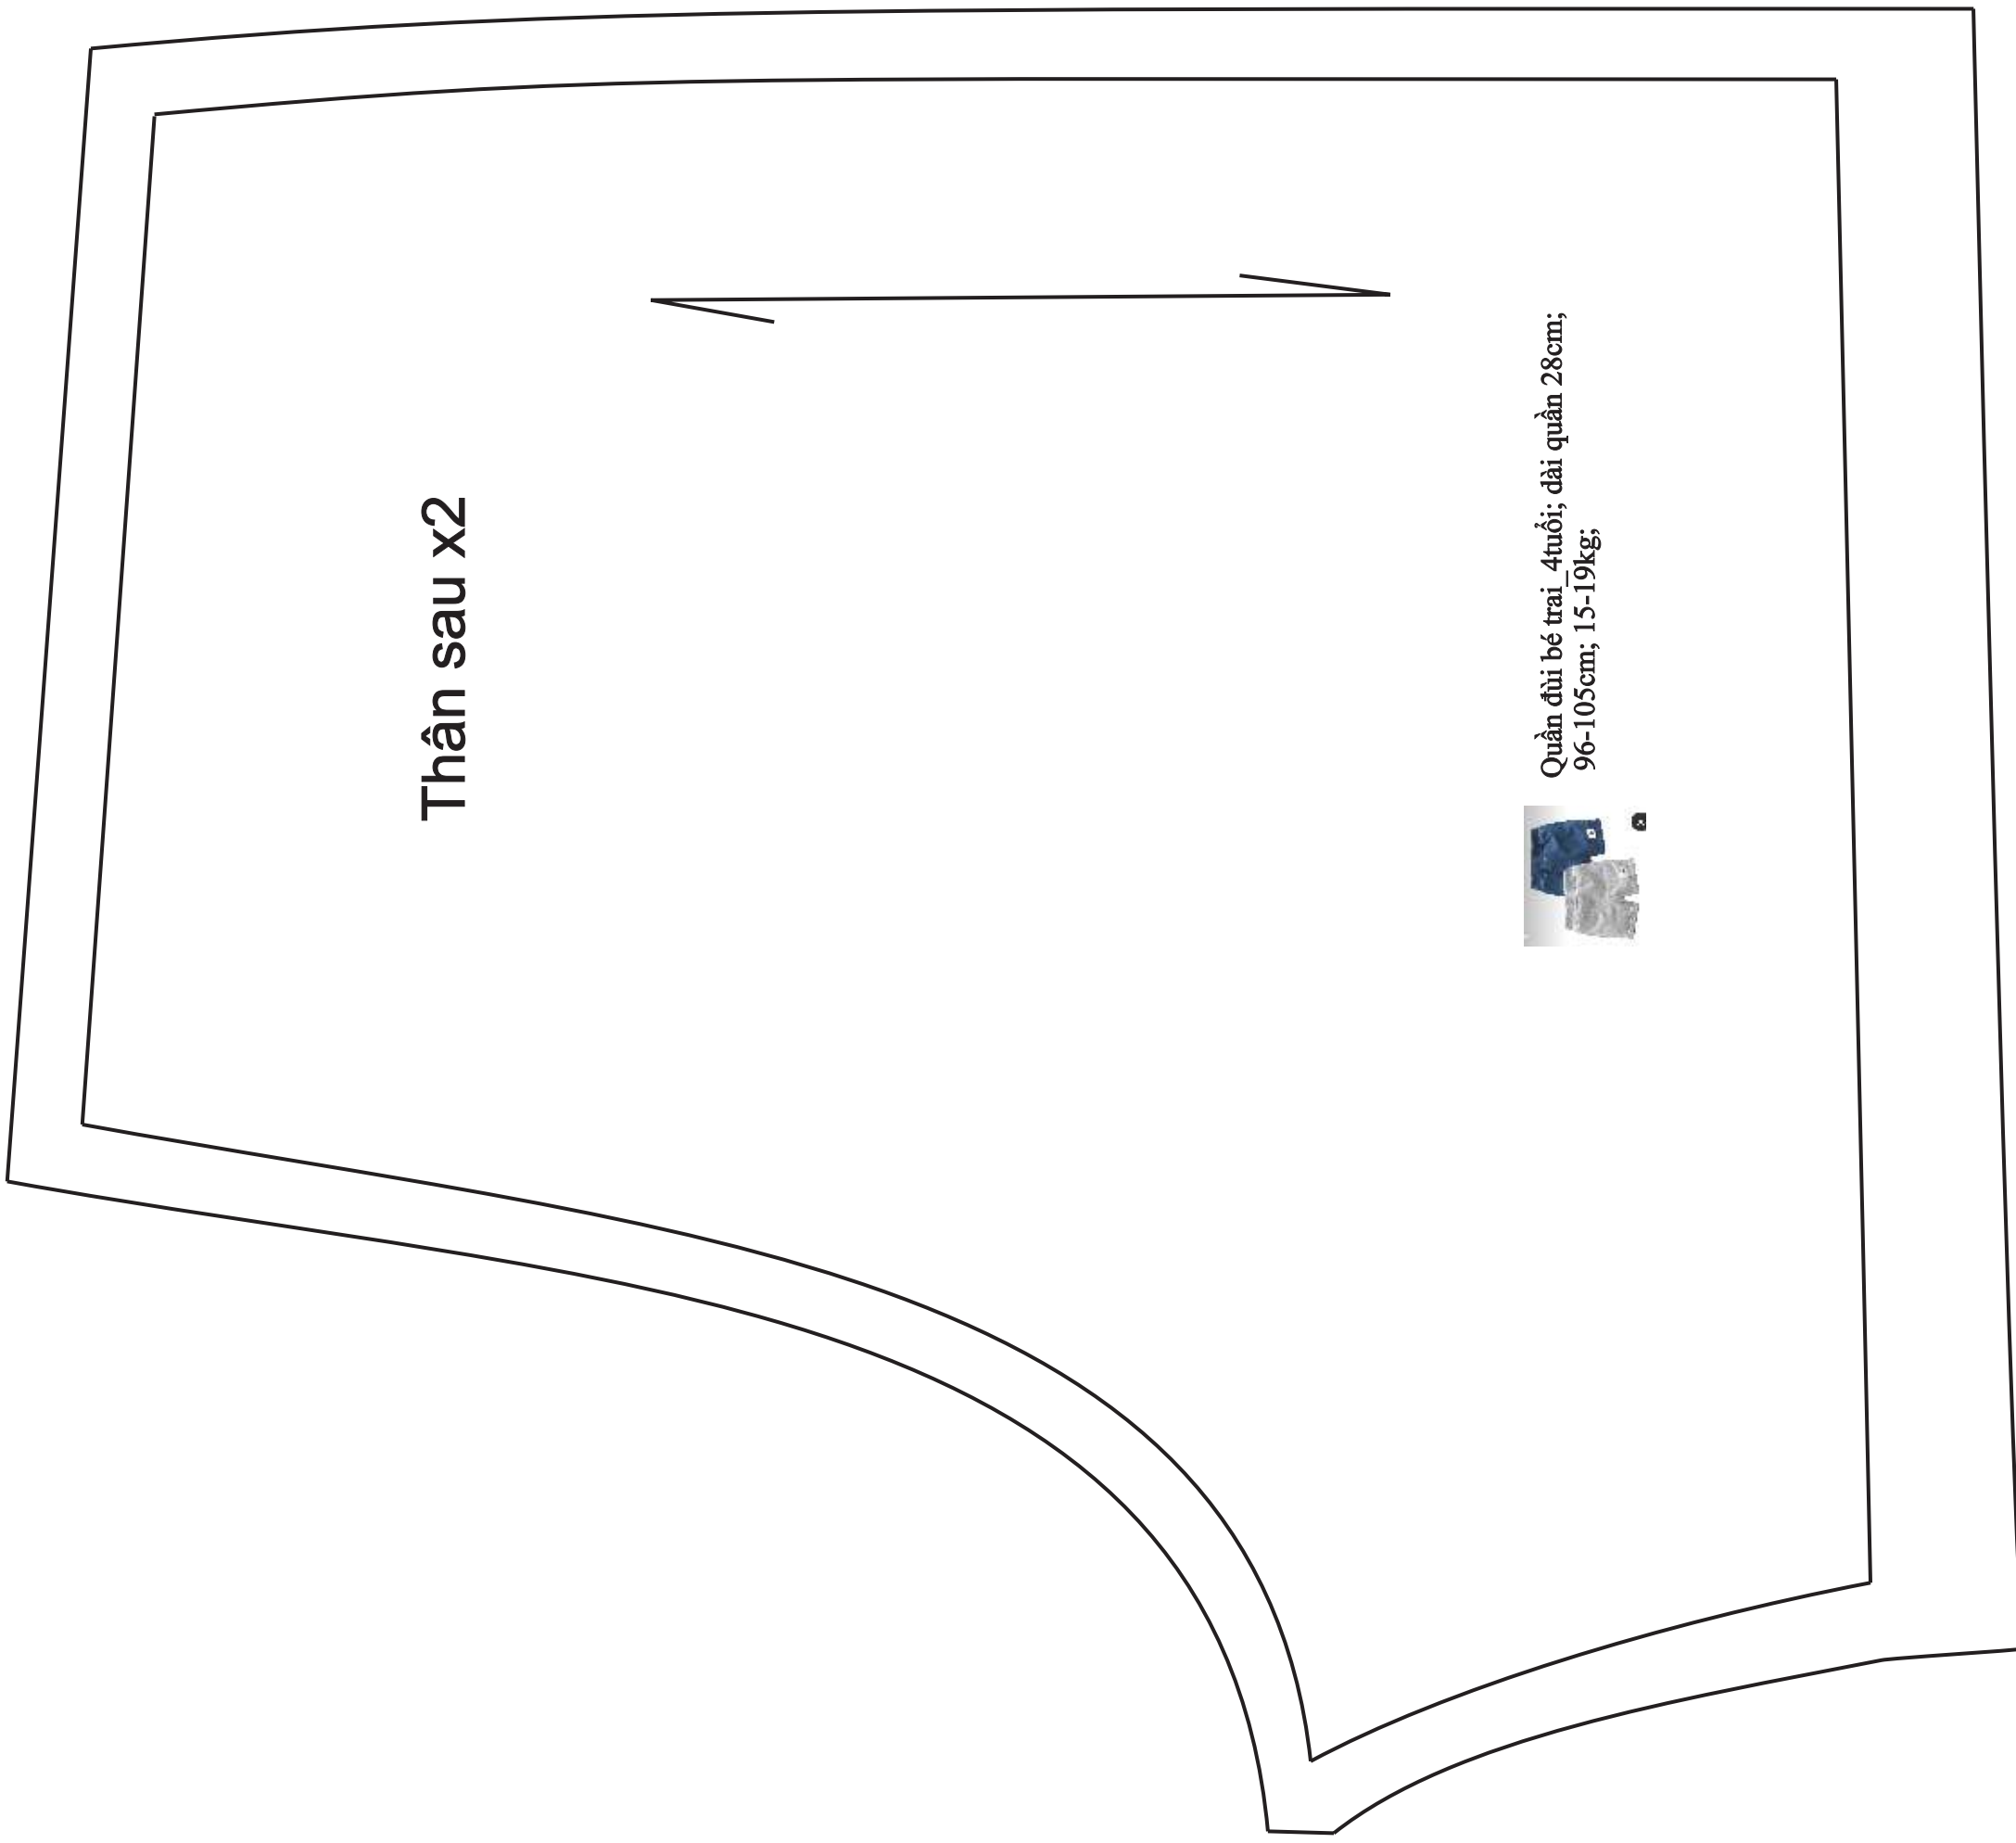 Thân sau x2
Quần đùi bé trai_4tuổi; dài quần 28cm;
96-105cm; 15-19kg;